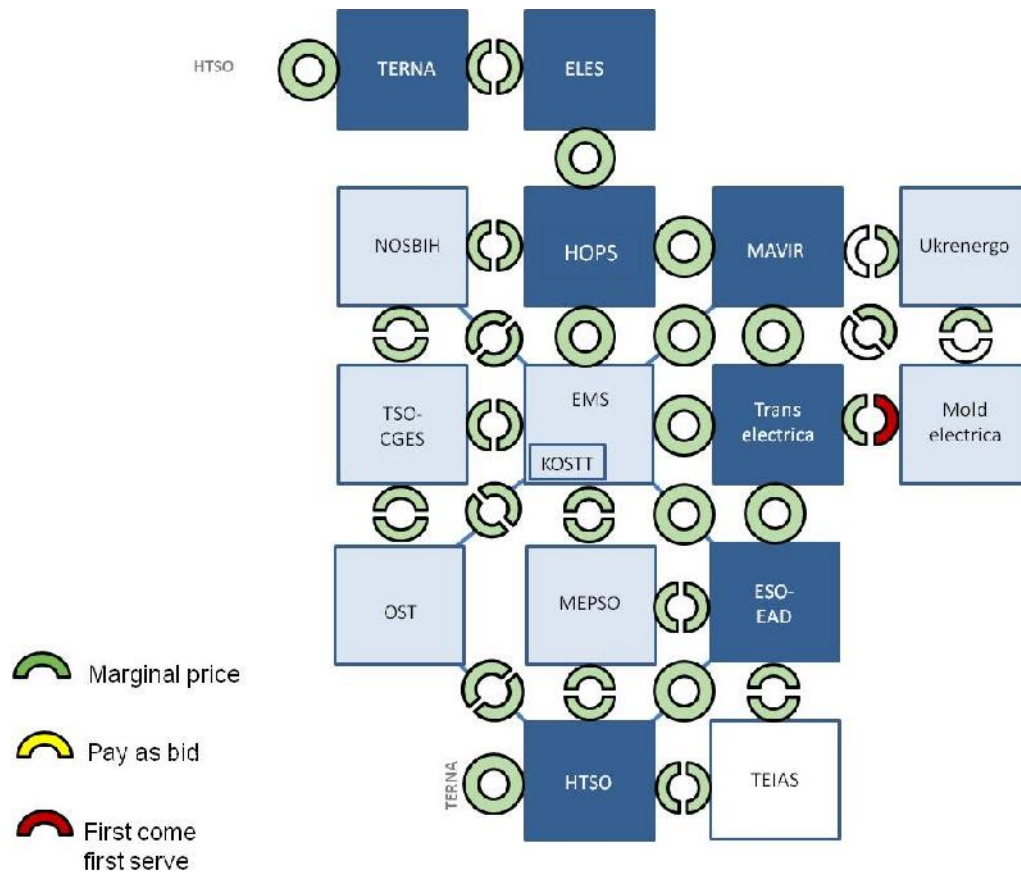 HTSO
TERNA
ELES
NOSBIH
HOPS
MAVIR
Ukrenergo
TSO-
CGES
EMS
KOSTT
Trans
electrica
Mold
electrica
OST
MEPSO
ESO-
EAD
Marginal price
Pay as bid
First come
first serve
TERNA
HTSO
TEIAS